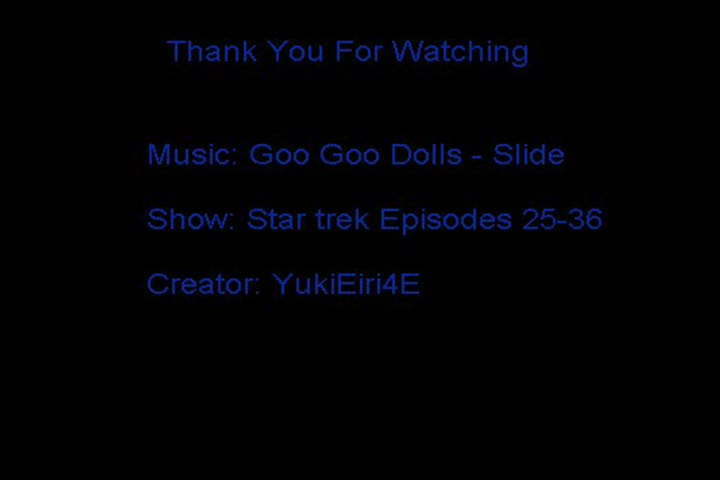 Thank You For Watching
Music: Goo Goo Dolls - Slide
Show: Star trek Episodes 25-36
Creator: YukiEiri4E